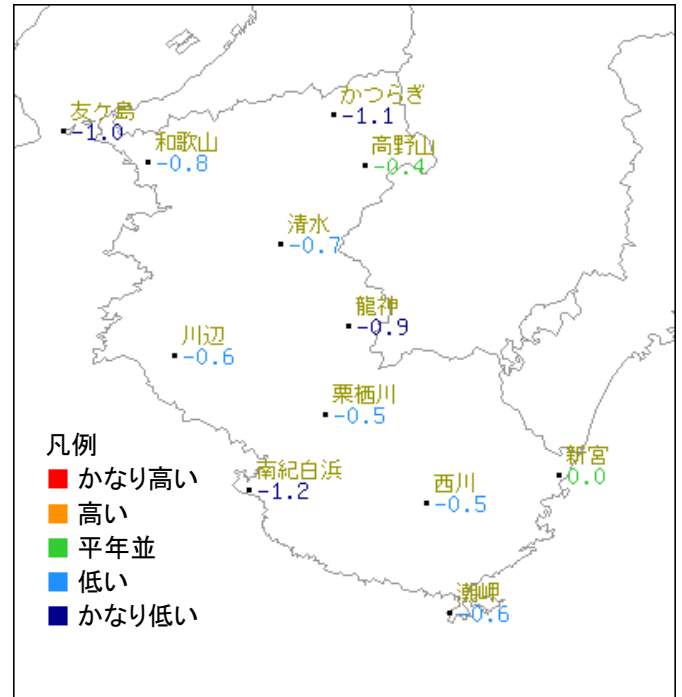 かつらぎ
-1.1
友ケ島
-1.0
和歌山
-0.8
高野山
-0.4
清水
-0.7
龍神
-0.9
川辺
-0.6
栗栖川
-0.5
南紀白浜
-1.2
西川
-0.5
新宮
0.0
潮岬
-0.6
凡例
かなり高い
高い
平年並
低い
かなり低い